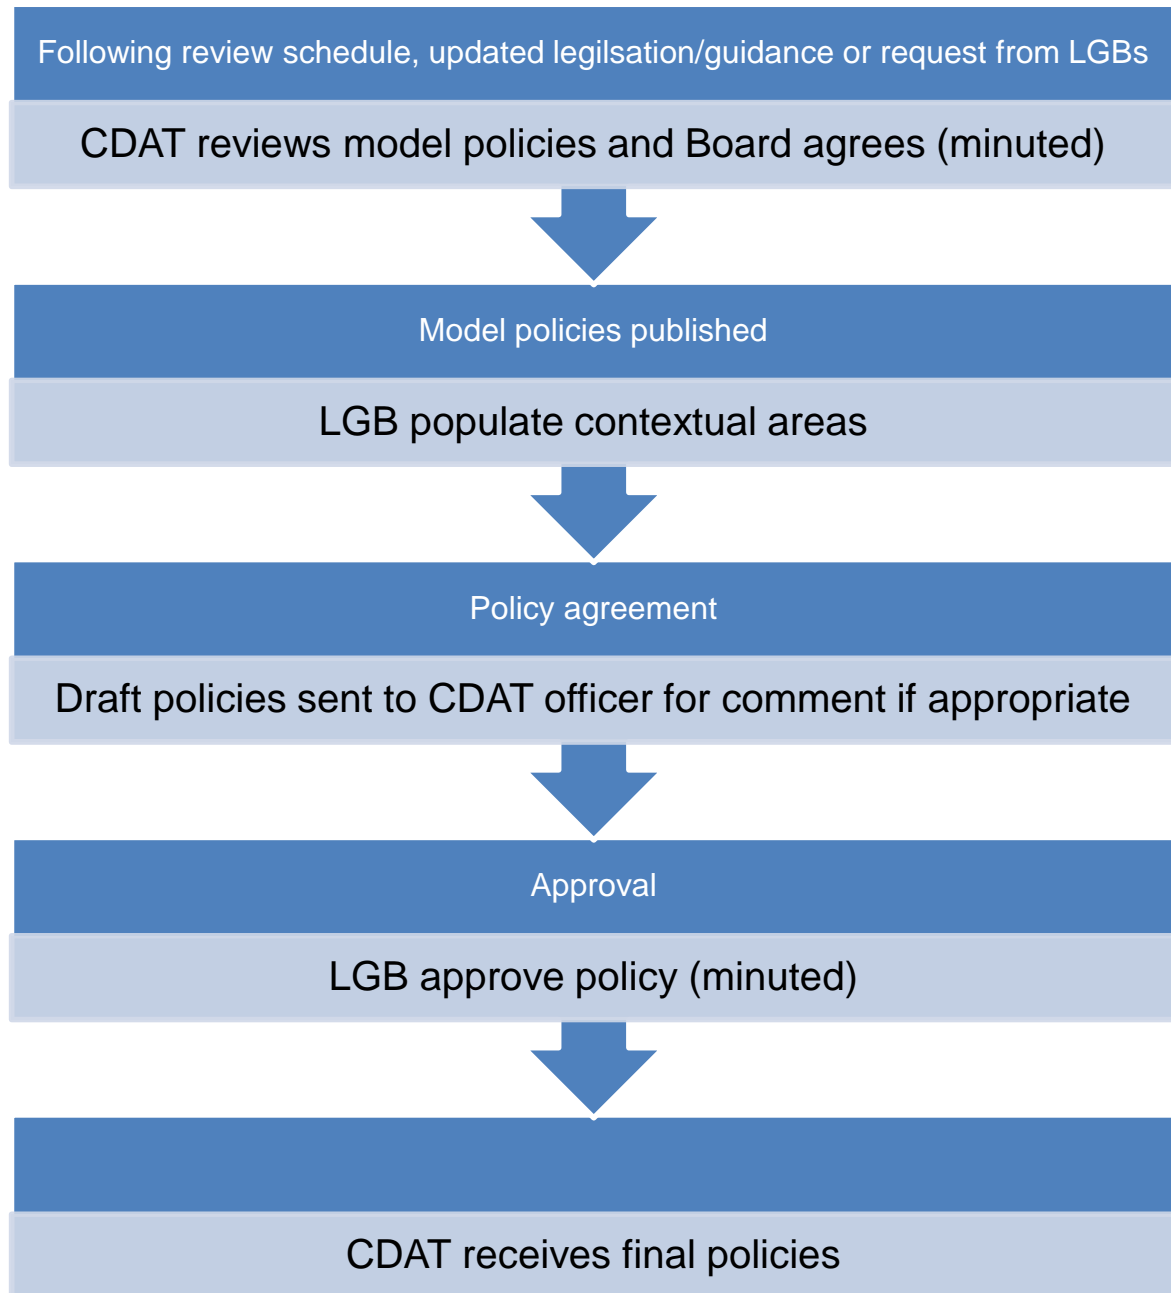 Following review schedule, updated legilsation/guidance or request from LGBs
CDAT reviews model policies and Board agrees (minuted)
Model policies published
LGB populate contextual areas
Policy agreement
Draft policies sent to CDAT officer for comment if appropriate
Approval
LGB approve policy (minuted)
CDAT receives final policies